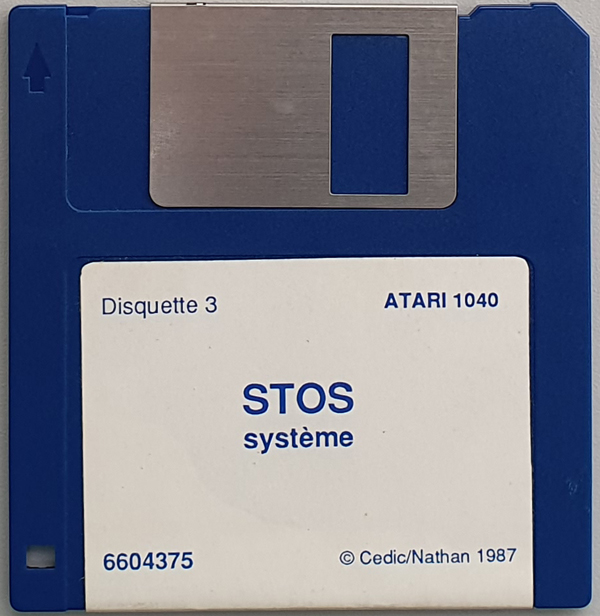 Disquette 3 ATARI 1040
STOS
système
6604375 © Cedic/Nathan 1987